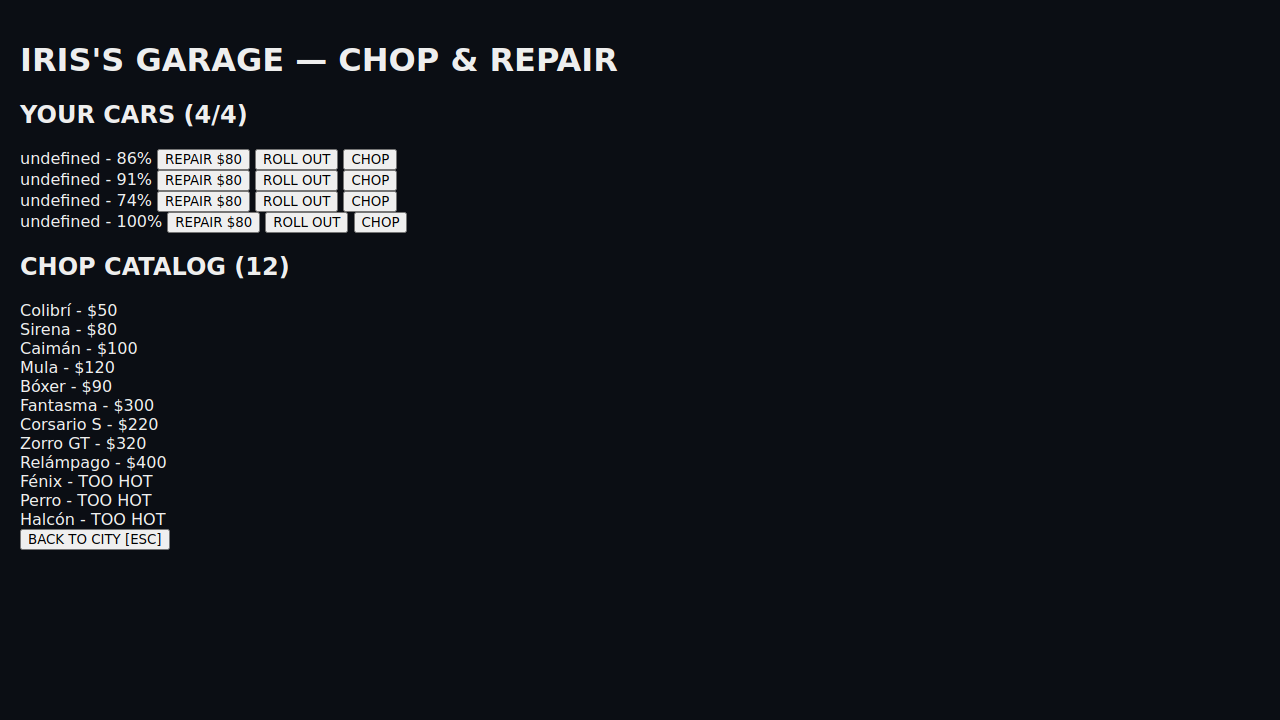 IRIS'S GARAGE — CHOP & REPAIR
YOUR CARS (4/4)
undefined - 86% REPAIR $80 ROLL OUT CHOP
undefined - 91% REPAIR $80 ROLL OUT CHOP
undefined - 74% REPAIR $80 ROLL OUT CHOP
undefined - 100% REPAIR $80 ROLL OUT CHOP
CHOP CATALOG (12)
Colibrí - $50
Sirena - $80
Caimán - $100
Mula - $120
Bóxer - $90
Fantasma - $300
Corsario S - $220
Zorro GT - $320
Relámpago - $400
Fénix - TOO HOT
Perro - TOO HOT
Halcón - TOO HOT
BACK TO CITY [ESC]